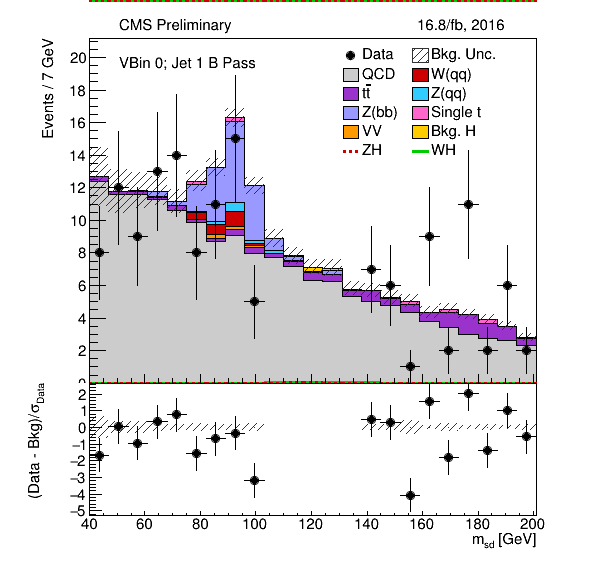 CMS Preliminary 16.8/fb, 2016
Events / 7 GeV
VBin 0; Jet 1 B Pass
Data
Bkg. Unc.
QCD
W(qq)
tt̄
Z(qq)
Z(bb)
Single t
VV
Bkg. H
ZH
WH
20
18
16
14
12
10
8
6
4
2
0
(Data - Bkg)/σData
2
1
0
−1
−2
−3
−4
−5
40 60 80 100 120 140 160 180 200
msd [GeV]